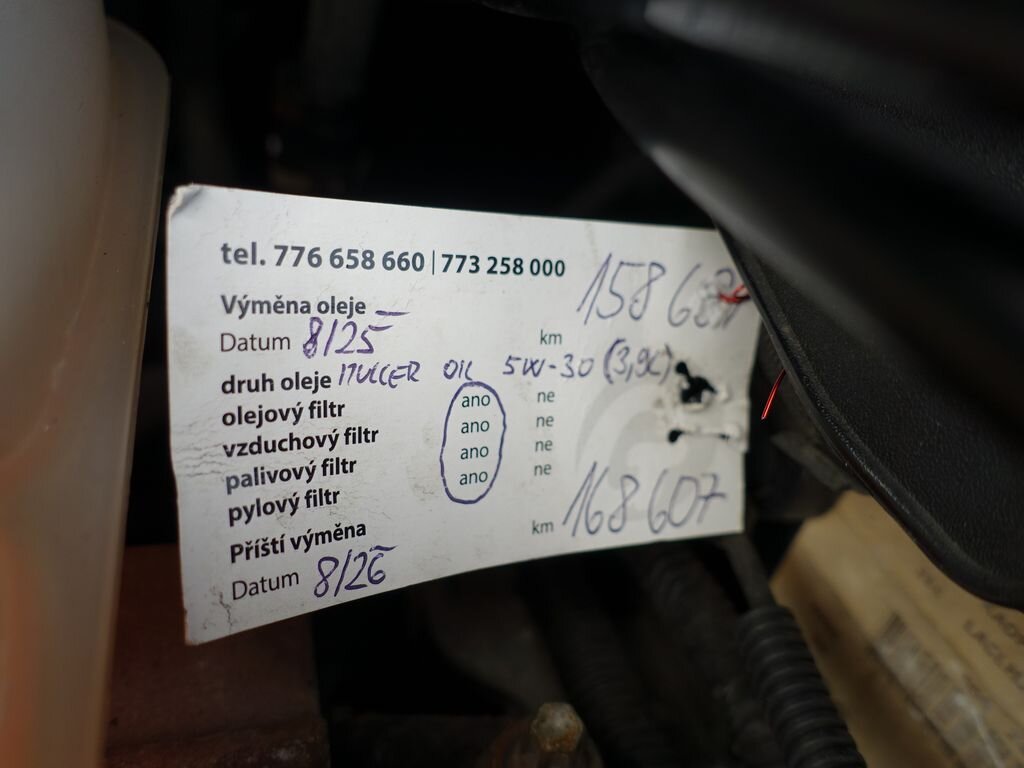 tel. 776 658 660 | 773 258 000
Výměna oleje
Datum 8/25 km
druh oleje MULLER OIL 5W-30 (3,9L)
olejový filtr ano ne
vzduchový filtr ano ne
palivový filtr ano ne
pylový filtr ano ne
Příští výměna
Datum 8/26 km 168 607